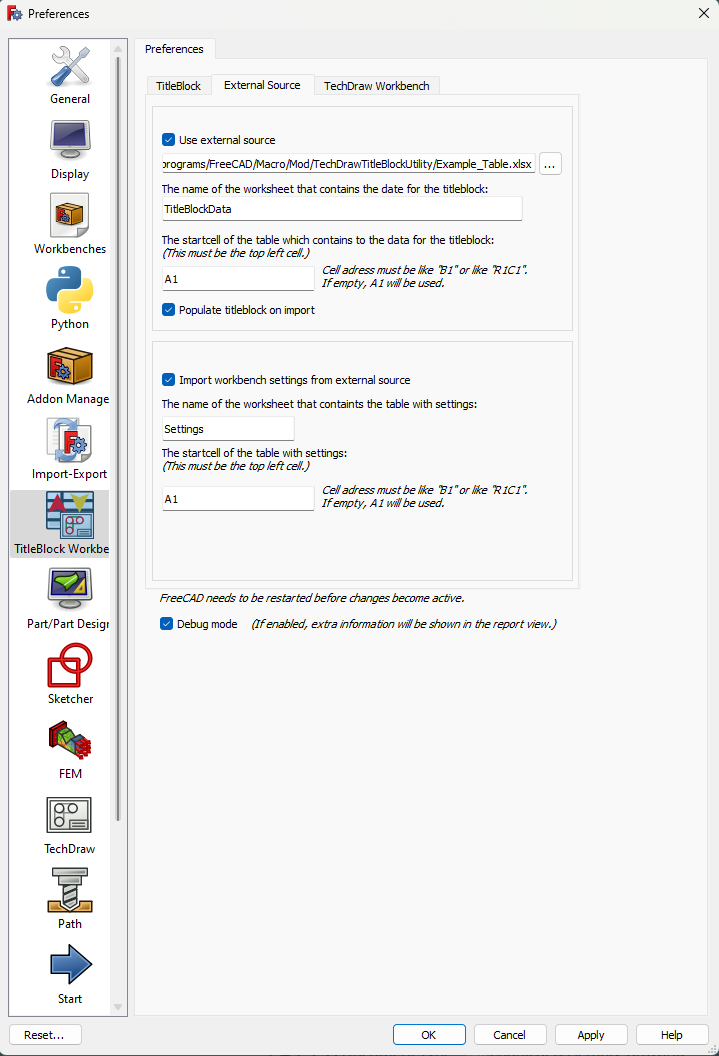 Preferences
General
Display
Workbenches
Python
Addon Manage
Import-Export
TitleBlock Workbe
Part/Part Design
Sketcher
FEM
TechDraw
Path
Start
Preferences
TitleBlock
External Source
TechDraw Workbench
Use external source
programs/FreeCAD/Macro/Mod/TechDrawTitleBlockUtility/Example_Table.xlsx
...
The name of the worksheet that contains the date for the titleblock:
TitleBlockData
The startcell of the table which contains to the data for the titleblock:
(This must be the top left cell.)
A1
Cell adress must be like "B1" or like "R1C1".
If empty, A1 will be used.
Populate titleblock on import
Import workbench settings from external source
The name of the worksheet that containts the table with settings:
Settings
The startcell of the table with settings:
(This must be the top left cell.)
A1
Cell adress must be like "B1" or like "R1C1".
If empty, A1 will be used.
FreeCAD needs to be restarted before changes become active.
Debug mode (If enabled, extra information will be shown in the report view.)
Reset...
OK
Cancel
Apply
Help